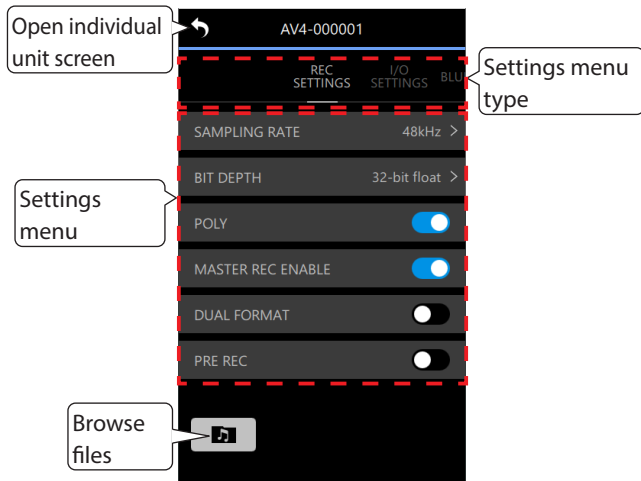 Open individual
unit screen
AV4-000001
REC
SETTINGS
I/O
SETTINGS
BLU
Settings menu
type
SAMPLING RATE 48kHz >
BIT DEPTH 32-bit float >
Settings
menu
POLY
MASTER REC ENABLE
DUAL FORMAT
PRE REC
Browse
files